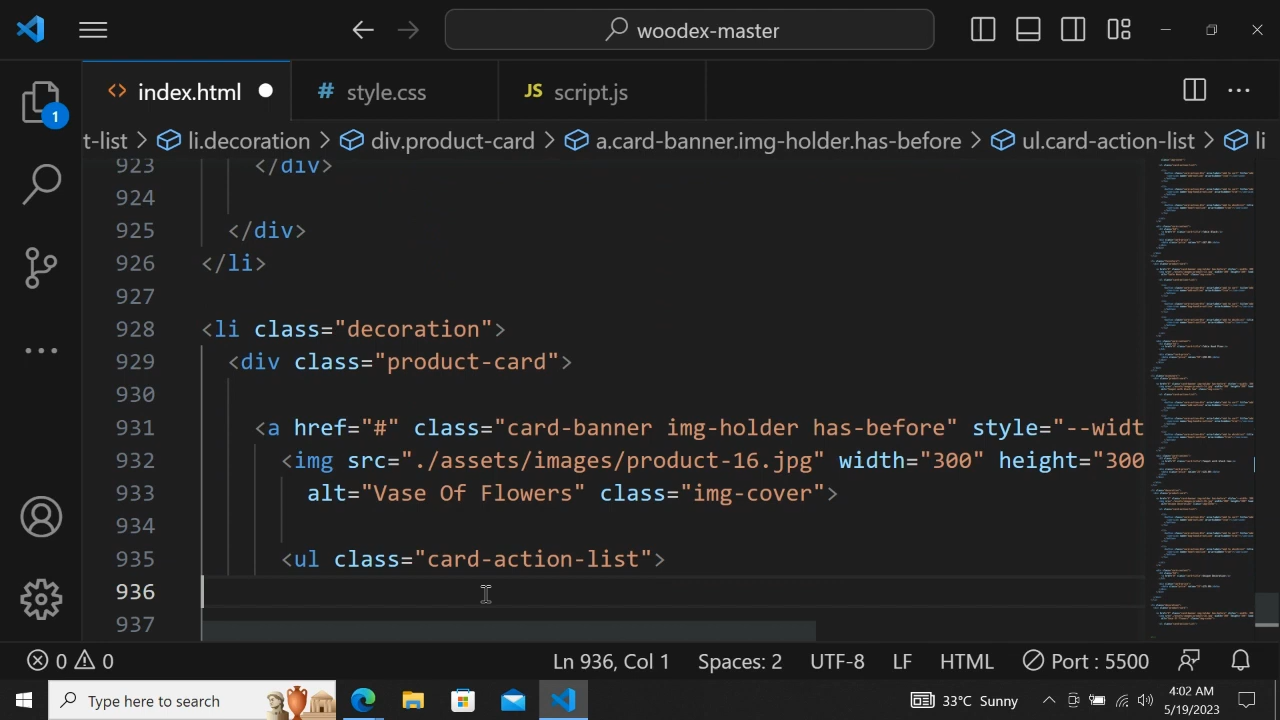 woodex-master
index.html
# style.css
JS script.js
1
t-list > li.decoration > div.product-card > a.card-banner.img-holder.has-before > ul.card-action-list > li
923 </div>
924
925 </div>
926 </li>
927
928 <li class="decoration">
929 <div class="product-card">
930
931 <a href="#" class="card-banner img-holder has-before" style="--widt
932 <img src="./assets/images/product-16.jpg" width="300" height="300
933 alt="Vase Of Flowers" class="img-cover">
934
935 <ul class="card-action-list">
936
937
0 0 Ln 936, Col 1 Spaces: 2 UTF-8 LF HTML Port : 5500
Type here to search
33°C Sunny
4:02 AM
5/19/2023